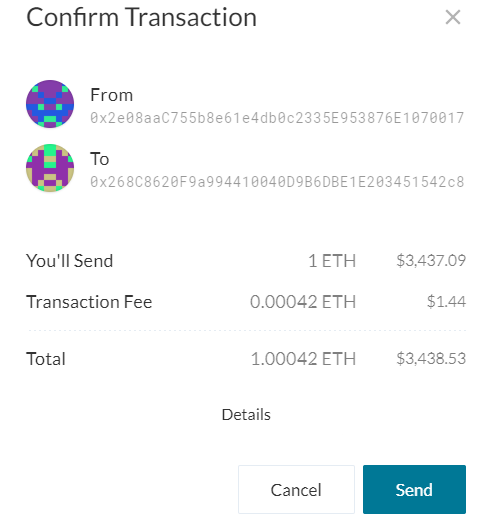 Confirm Transaction
From
0x2e08aaC755b8e61e4db0c2335E953876E1070017
To
0x268C8620F9a994410040D9B6DBE1E203451542c8
You'll Send 1 ETH $3,437.09
Transaction Fee 0.00042 ETH $1.44
Total 1.00042 ETH $3,438.53
Details
Cancel Send